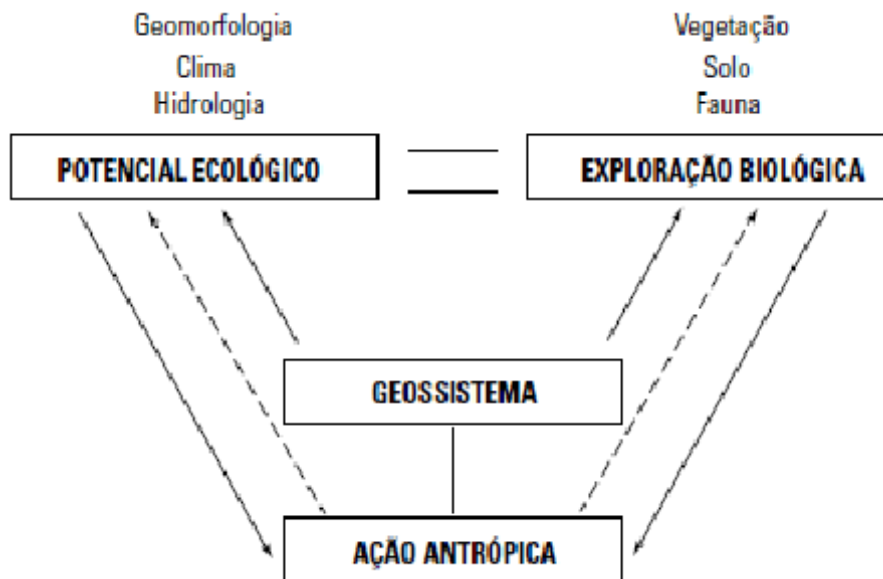 Geomorfologia
Clima
Hidrologia
POTENCIAL ECOLÓGICO
Vegetação
Solo
Fauna
EXPLORAÇÃO BIOLÓGICA
GEOSSISTEMA
AÇÃO ANTRÓPICA